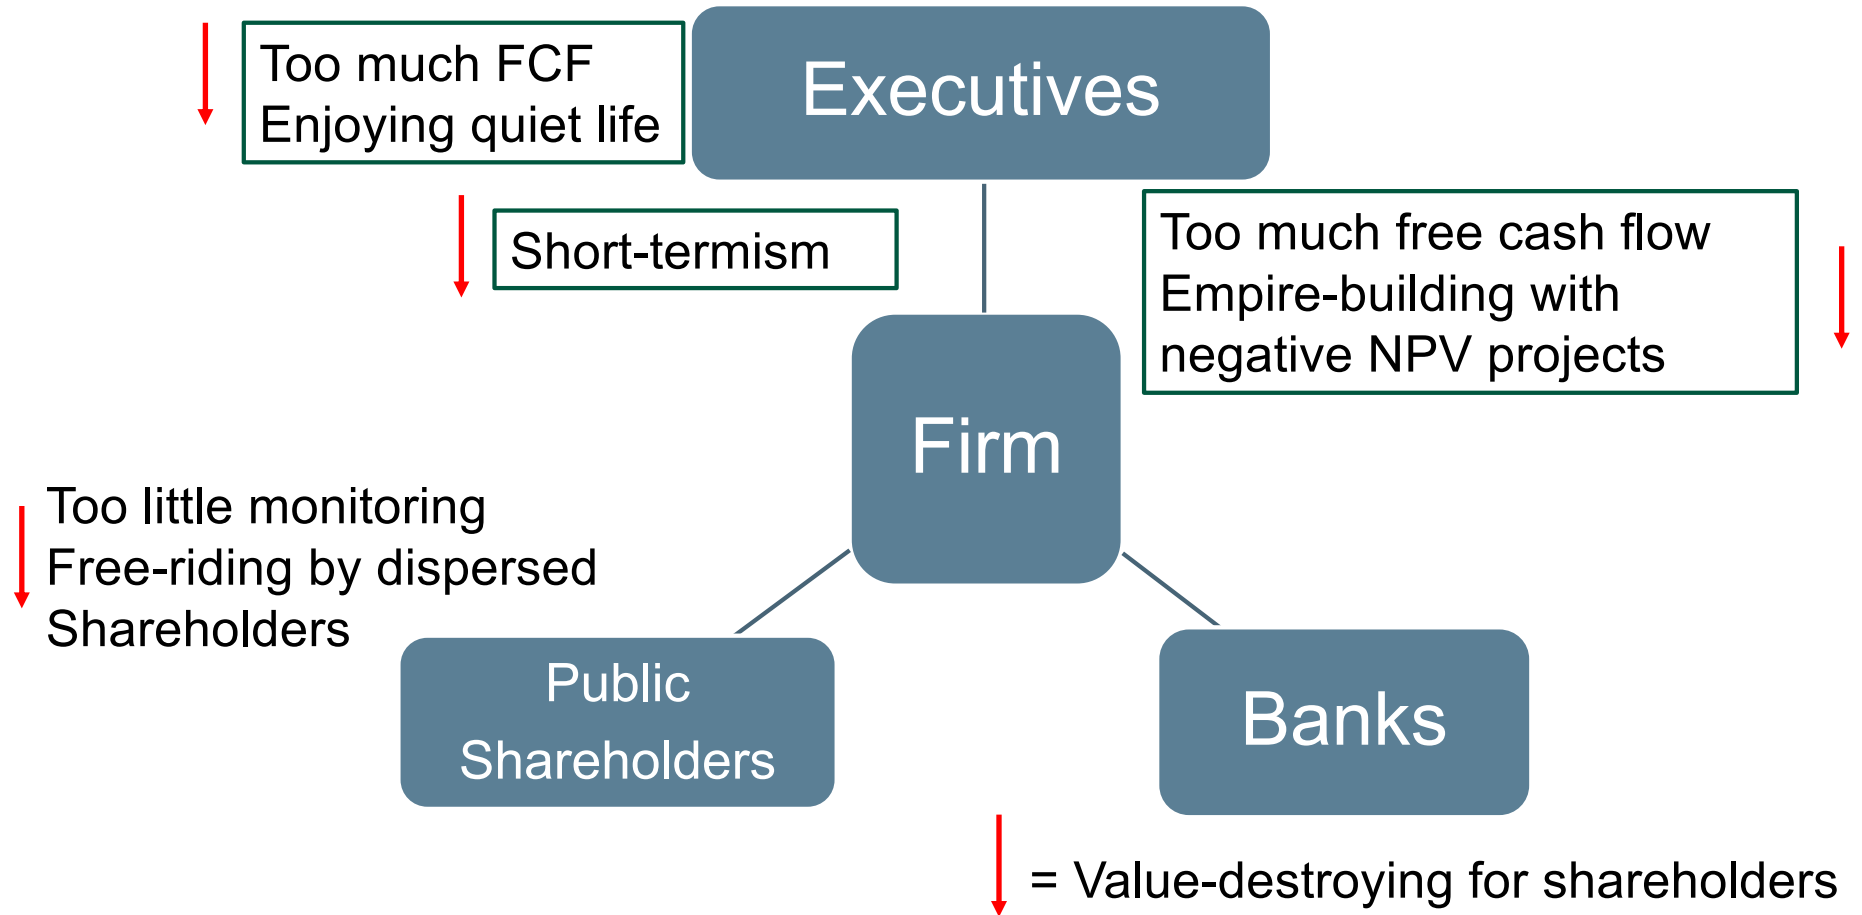 Too much FCF
Enjoying quiet life
Executives
Short-termism
Too much free cash flow
Empire-building with
negative NPV projects
Firm
Too little monitoring
Free-riding by dispersed
Shareholders
Public
Shareholders
Banks
= Value-destroying for shareholders